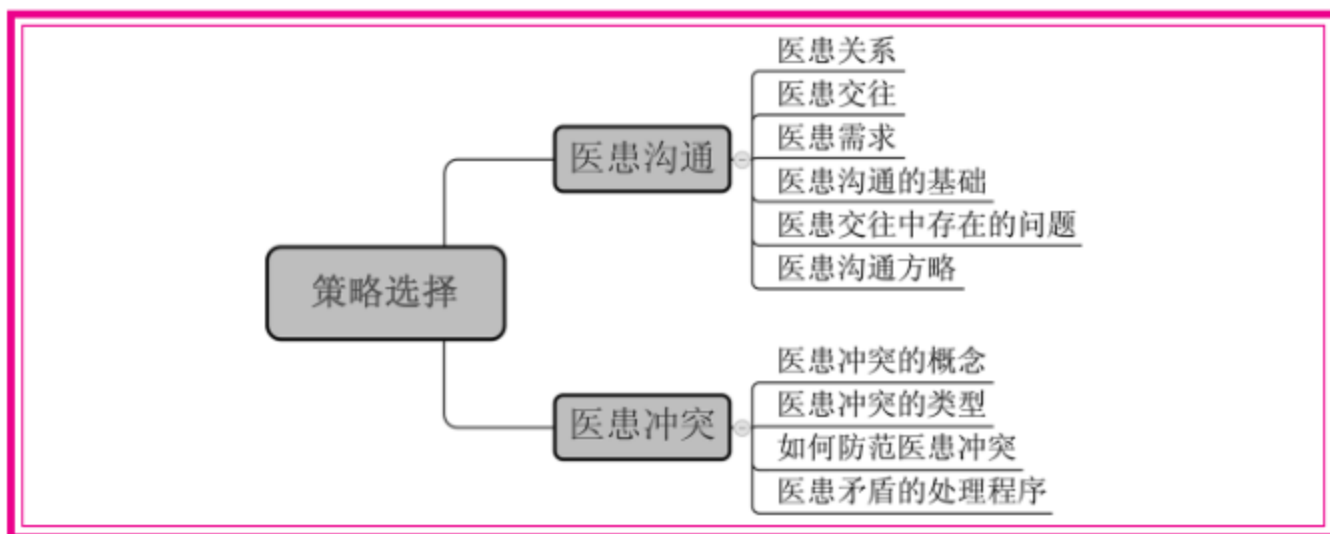 策略选择
医患沟通
医患关系
医患交往
医患需求
医患沟通的基础
医患交往中存在的问题
医患沟通方略
医患冲突
医患冲突的概念
医患冲突的类型
如何防范医患冲突
医患矛盾的处理程序